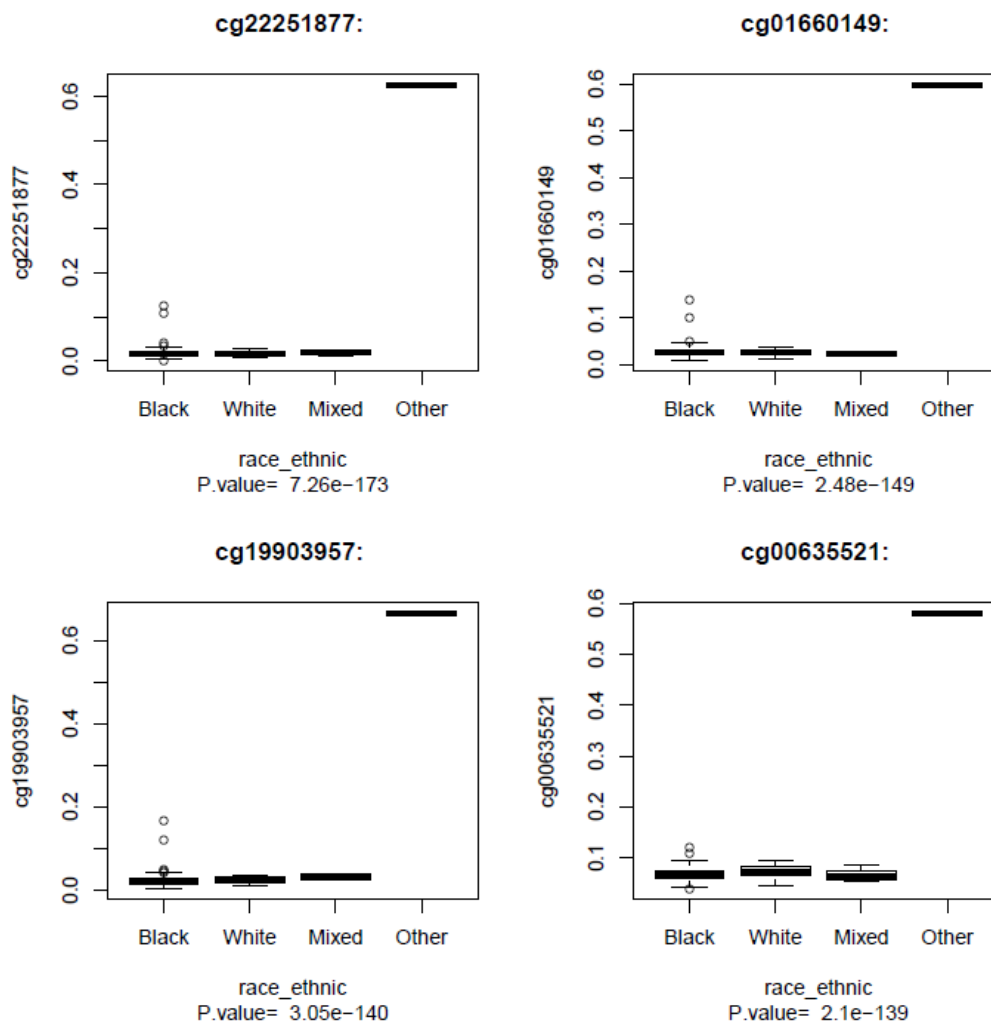 cg22251877:
cg22251877
0.6
0.4
0.2
0.0
Black White Mixed Other
race_ethnic
P.value= 7.26e−173
cg01660149:
cg01660149
0.6
0.5
0.4
0.3
0.2
0.1
0.0
Black White Mixed Other
race_ethnic
P.value= 2.48e−149
cg19903957:
cg19903957
0.6
0.4
0.2
0.0
Black White Mixed Other
race_ethnic
P.value= 3.05e−140
cg00635521:
cg00635521
0.6
0.5
0.4
0.3
0.2
0.1
Black White Mixed Other
race_ethnic
P.value= 2.1e−139